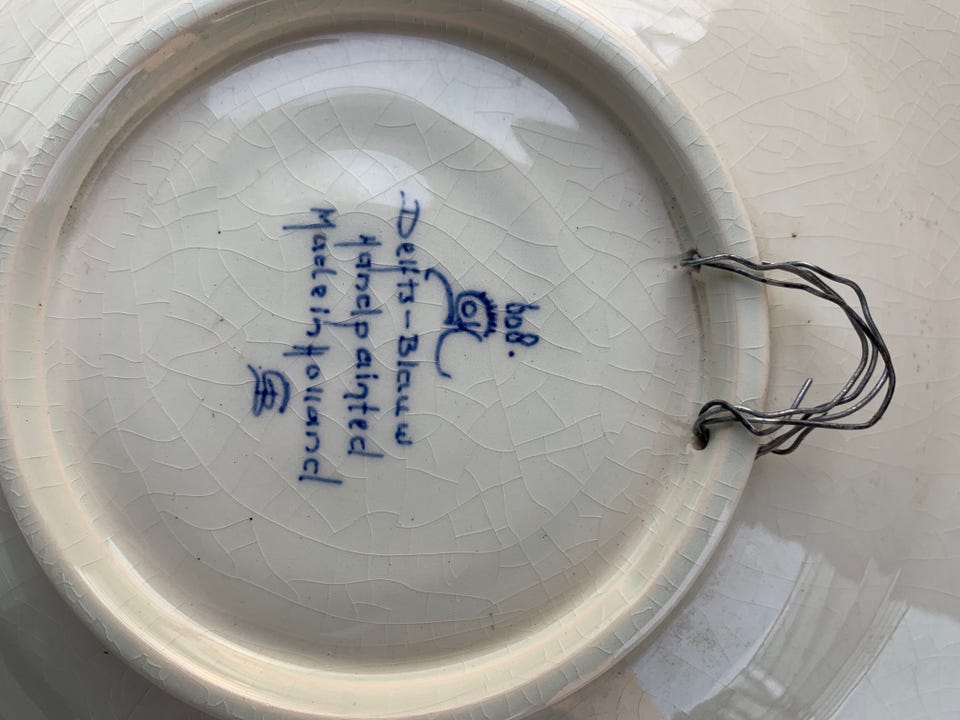 608.
Delfts-Blauw
Handpainted
Made in Holland